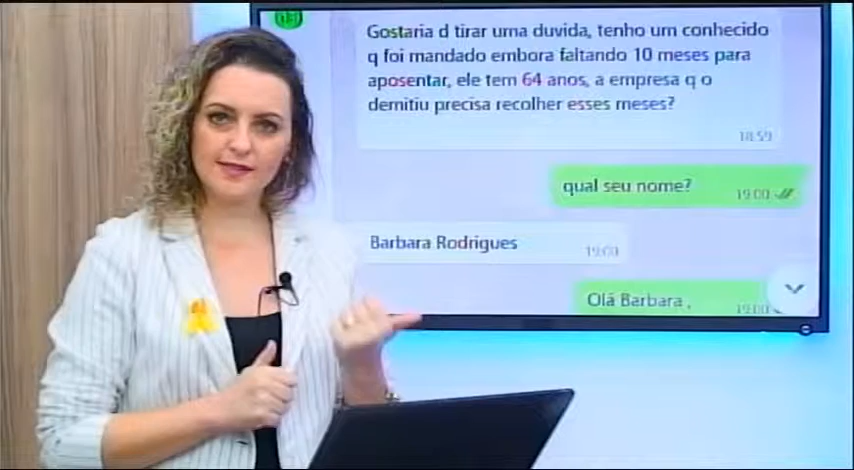 Gostaria d tirar uma duvida, tenho um conhecido
q foi mandado embora faltando 10 meses para
aposentar, ele tem 64 anos, a empresa q o
demitiu precisa recolher esses meses?
18:59
qual seu nome?
19:00
Barbara Rodrigues
19:00
Olá Barbara ,
19:00